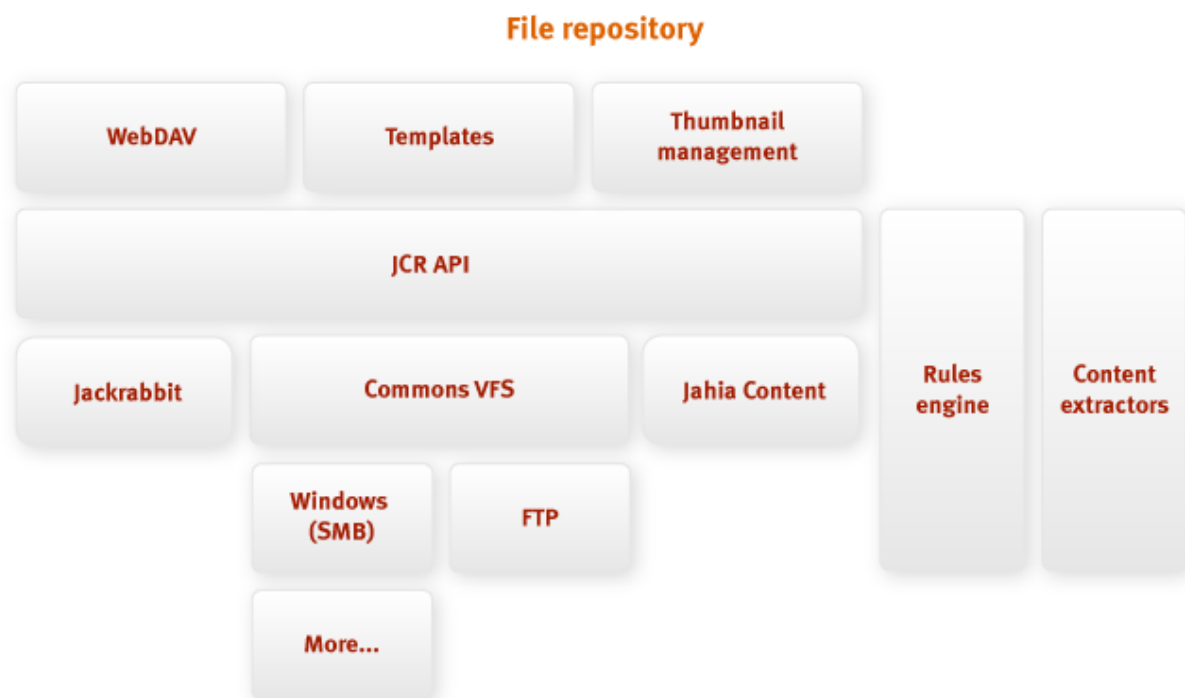 File repository
WebDAV
Templates
Thumbnail
management
JCR API
Jackrabbit
Commons VFS
Jahia Content
Rules
engine
Content
extractors
Windows
(SMB)
FTP
More...